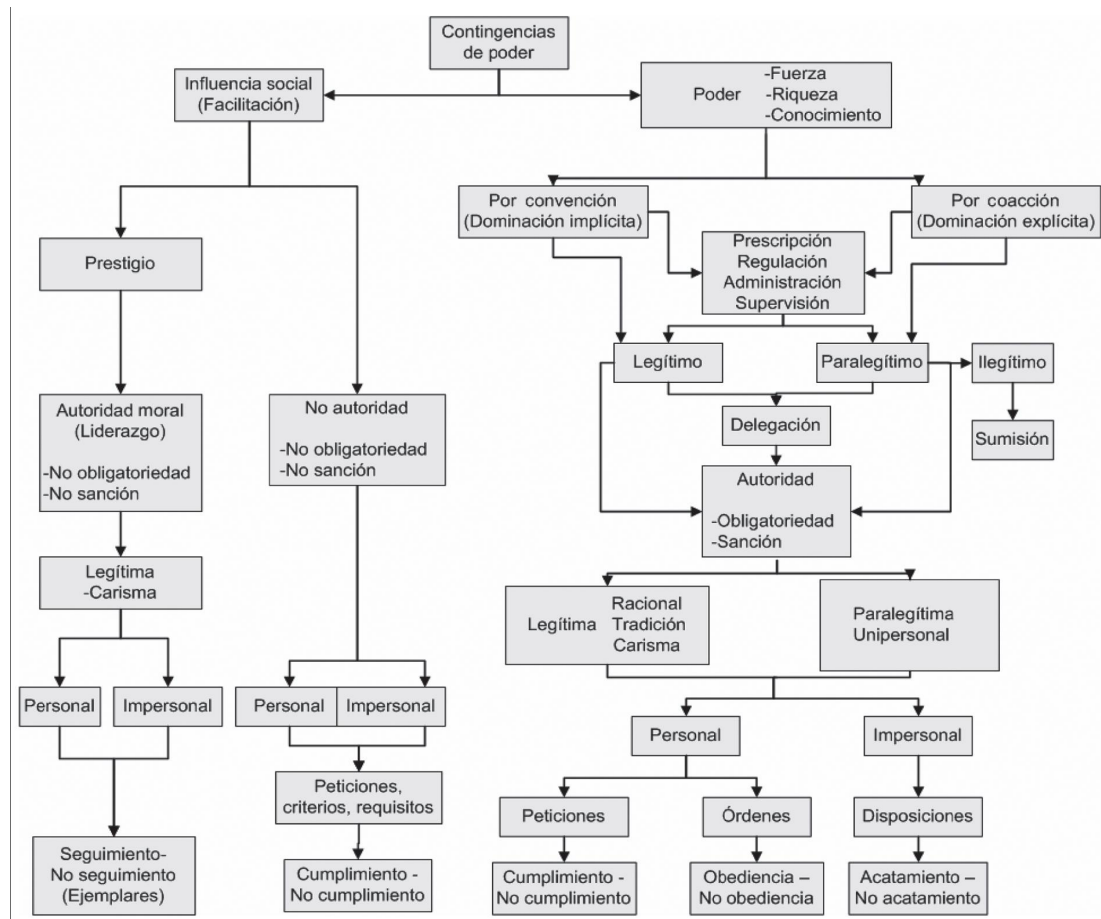 Contingencias
de poder
Influencia social
(Facilitación)
Poder
-Fuerza
-Riqueza
-Conocimiento
Por convención
(Dominación implícita)
Por coacción
(Dominación explícita)
Prestigio
Prescripción
Regulación
Administración
Supervisión
Legítimo
Paralegítimo
Ilegítimo
Autoridad moral
(Liderazgo)
-No obligatoriedad
-No sanción
No autoridad
-No obligatoriedad
-No sanción
Delegación
Sumisión
Autoridad
-Obligatoriedad
-Sanción
Legítima
-Carisma
Legítima
Racional
Tradición
Carisma
Paralegítima
Unipersonal
Personal
Impersonal
Personal
Impersonal
Personal
Impersonal
Peticiones,
criterios, requisitos
Peticiones
Órdenes
Disposiciones
Seguimiento-
No seguimiento
(Ejemplares)
Cumplimiento -
No cumplimiento
Cumplimiento -
No cumplimiento
Obediencia –
No obediencia
Acatamiento –
No acatamiento